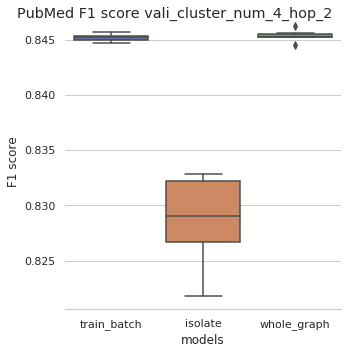 PubMed F1 score vali_cluster_num_4_hop_2
0.845
0.840
0.835
0.830
0.825
F1 score
train_batch isolate whole_graph
models